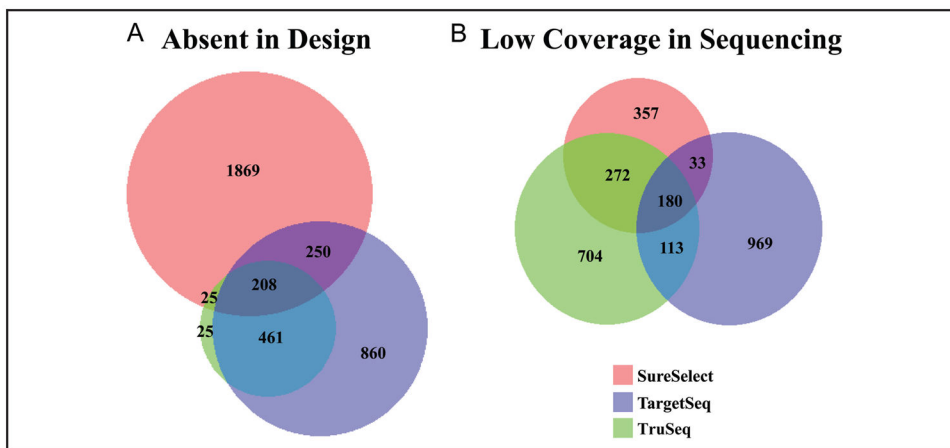 A Absent in Design
B Low Coverage in Sequencing
1869
250
208
25
25
461
860
357
33
272
180
704
113
969
SureSelect
TargetSeq
TruSeq